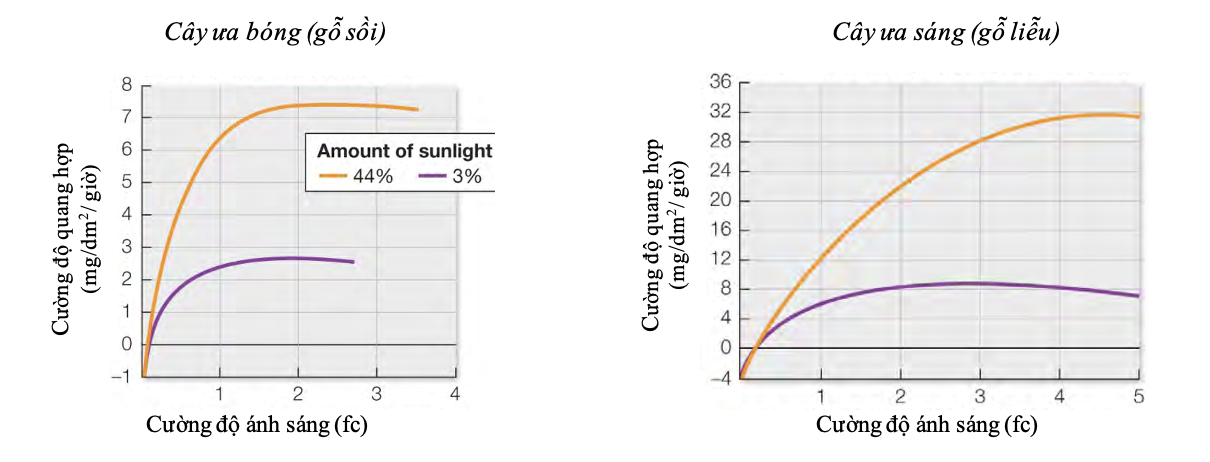 Cây ưa bóng (gỗ sồi)
8
7
6
5
4
3
2
1
0
−1
Cường độ quang hợp
(mg/dm²/ giờ)
Amount of sunlight
44% 3%
1 2 3 4
Cường độ ánh sáng (fc)
Cây ưa sáng (gỗ liễu)
36
32
28
24
20
16
12
8
4
0
−4
Cường độ quang hợp
(mg/dm²/ giờ)
1 2 3 4 5
Cường độ ánh sáng (fc)